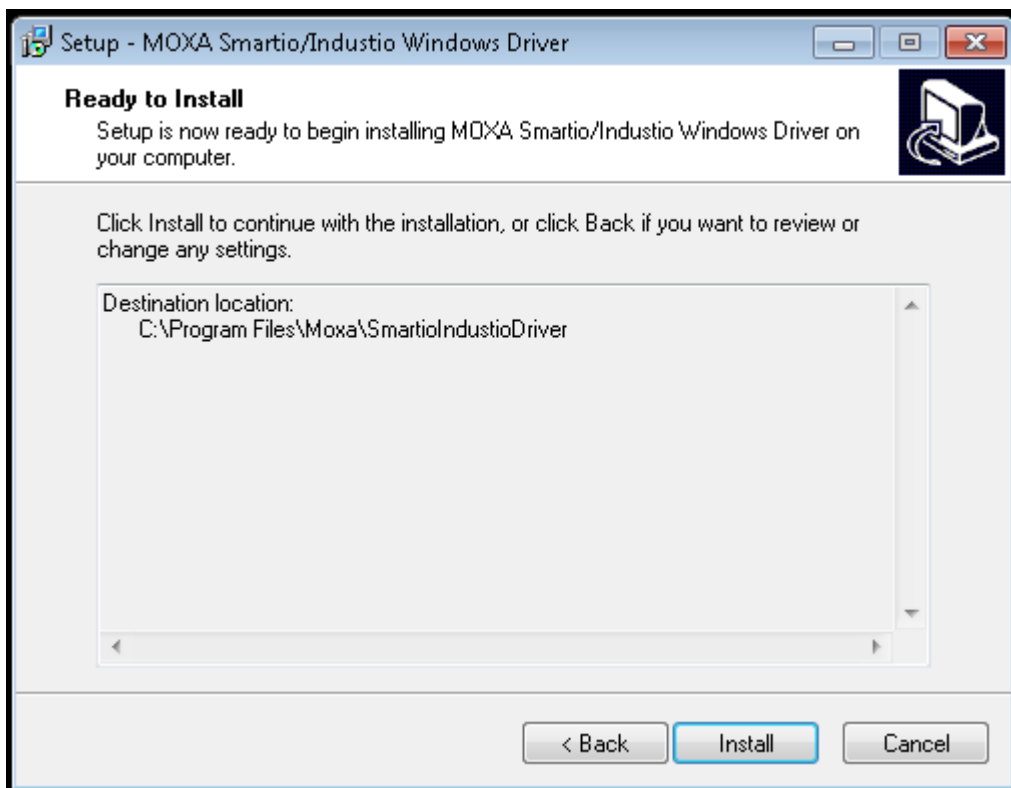 Setup - MOXA Smartio/Industio Windows Driver
Ready to Install
Setup is now ready to begin installing MOXA Smartio/Industio Windows Driver on
your computer.
Click Install to continue with the installation, or click Back if you want to review or
change any settings.
Destination location:
C:\Program Files\Moxa\SmartioIndustioDriver
< Back
Install
Cancel